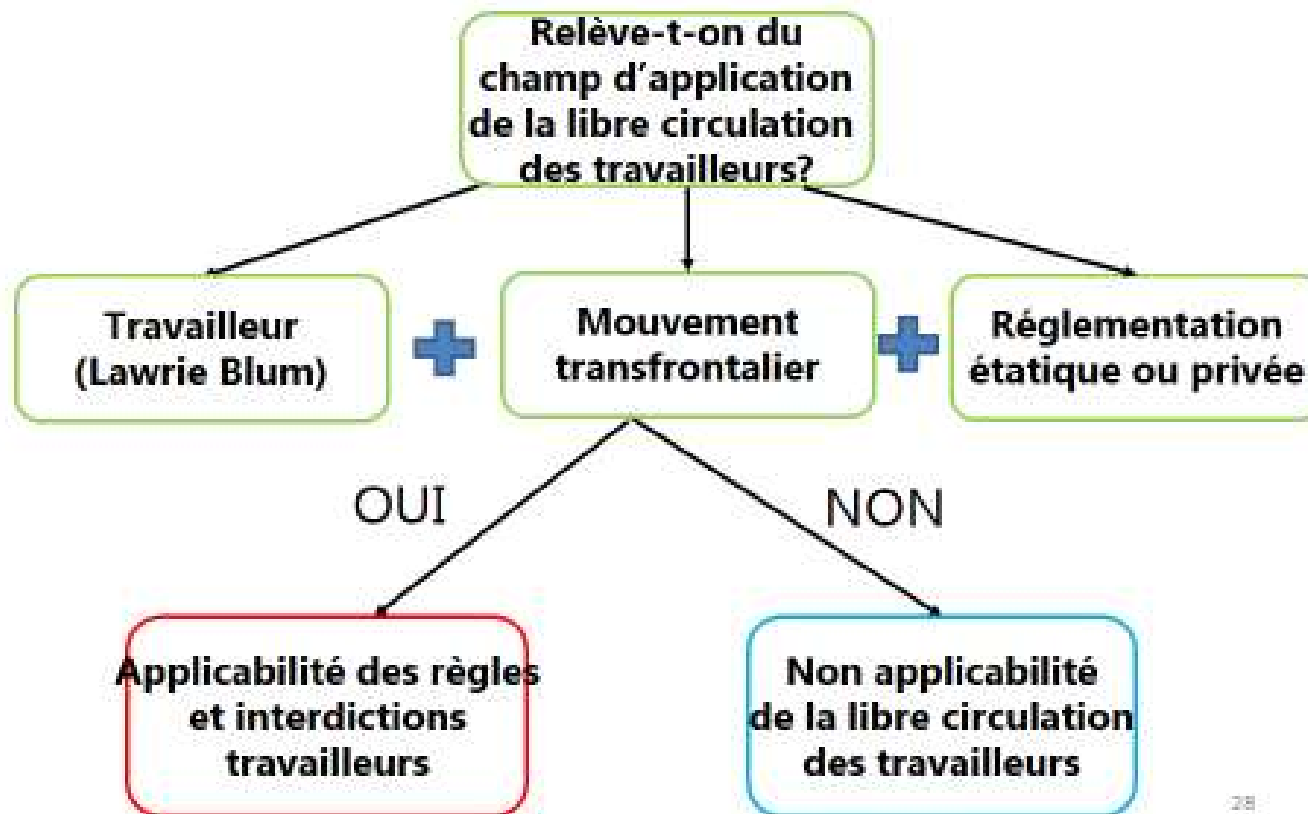 Relève-t-on du
champ d'application
de la libre circulation
des travailleurs?
Travailleur
(Lawrie Blum)
Mouvement
transfrontalier
Réglementation
étatique ou privée
OUI
NON
Applicabilité des règles
et interdictions
travailleurs
Non applicabilité
de la libre circulation
des travailleurs
28